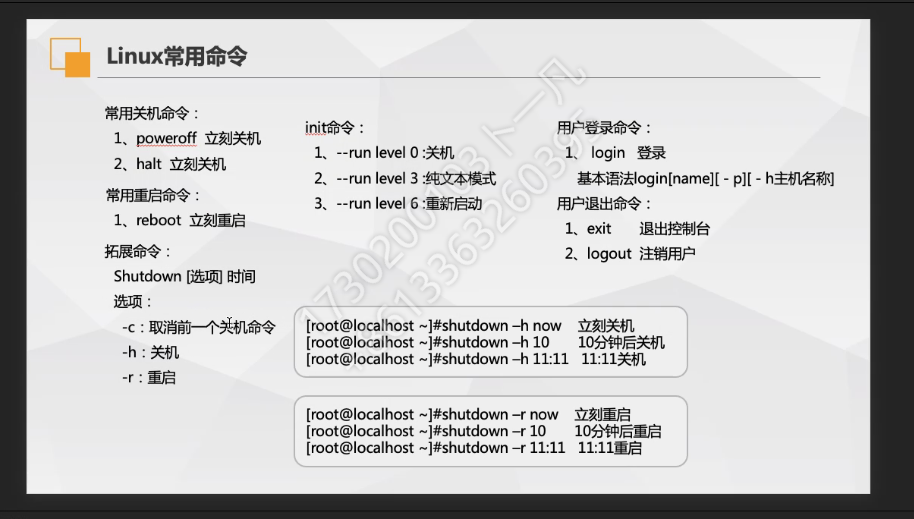 Linux常用命令
常用关机命令：
1、poweroff 立刻关机
2、halt 立刻关机
常用重启命令：
1、reboot 立刻重启
拓展命令：
Shutdown [选项] 时间
选项：
-c：取消前一个关机命令
-h：关机
-r：重启
init命令：
1、--run level 0 :关机
2、--run level 3 :纯文本模式
3、--run level 6 :重新启动
用户登录命令：
1、 login 登录
基本语法login[name][ - p][ - h主机名称]
用户退出命令：
1、exit 退出控制台
2、logout 注销用户
[root@localhost ~]#shutdown –h now 立刻关机
[root@localhost ~]#shutdown –h 10 10分钟后关机
[root@localhost ~]#shutdown –h 11:11 11:11关机
[root@localhost ~]#shutdown –r now 立刻重启
[root@localhost ~]#shutdown –r 10 10分钟后重启
[root@localhost ~]#shutdown –r 11:11 11:11重启